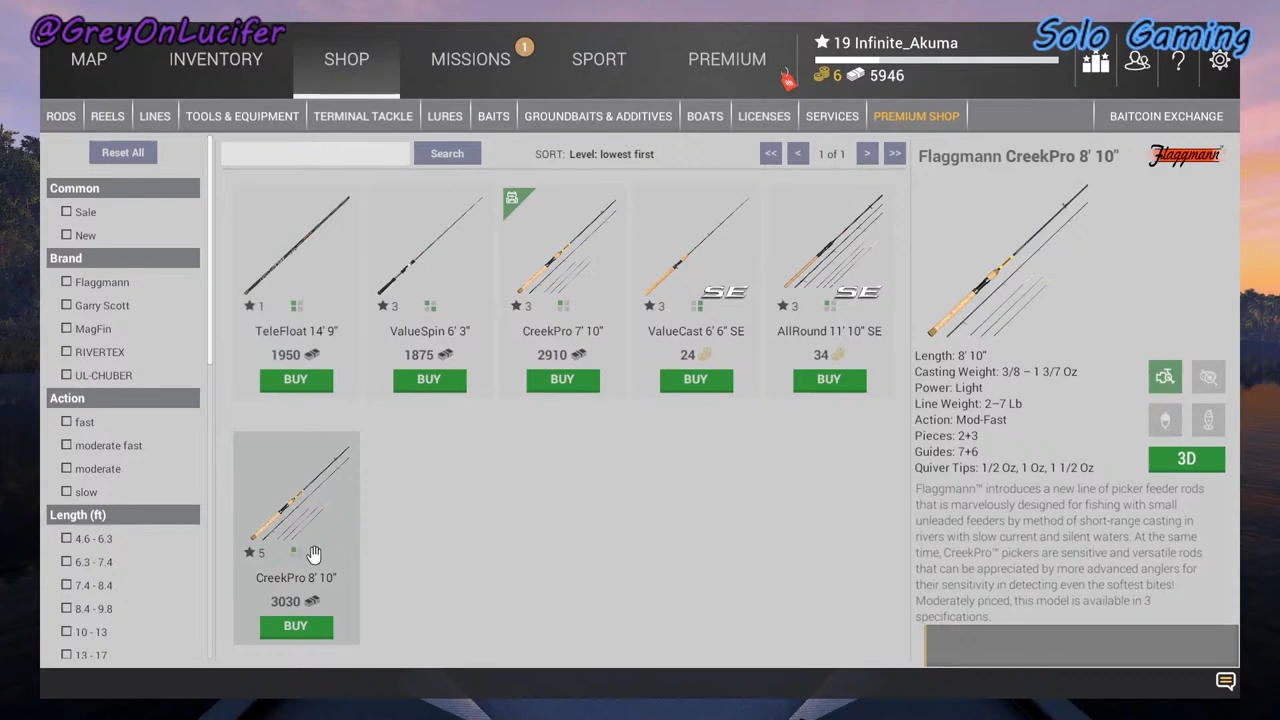 @GreyOnLucifer
Solo Gaming
MAP
INVENTORY
SHOP
MISSIONS
1
SPORT
PREMIUM
19 Infinite_Akuma
6 5946
?
RODS
REELS
LINES
TOOLS & EQUIPMENT
TERMINAL TACKLE
LURES
BAITS
GROUNDBAITS & ADDITIVES
BOATS
LICENSES
SERVICES
PREMIUM SHOP
BAITCOIN EXCHANGE
Reset All
Search
SORT: Level: lowest first
<<
<
1 of 1
>
>>
Common
Sale
New
Brand
Flaggmann
Garry Scott
MagFin
RIVERTEX
UL-CHUBER
Action
fast
moderate fast
moderate
slow
Length (ft)
4.6 - 6.3
6.3 - 7.4
7.4 - 8.4
8.4 - 9.8
10 - 13
13 - 17
1
TeleFloat 14' 9"
1950
BUY
3
ValueSpin 6' 3"
1875
BUY
3
CreekPro 7' 10"
2910
BUY
SE
3
ValueCast 6' 6" SE
24
BUY
SE
3
AllRound 11' 10" SE
34
BUY
5
CreekPro 8' 10"
3030
BUY
Flaggmann CreekPro 8' 10"
Flaggmann
Length: 8' 10"
Casting Weight: 3/8 – 1 3/7 Oz
Power: Light
Line Weight: 2–7 Lb
Action: Mod-Fast
Pieces: 2+3
Guides: 7+6
Quiver Tips: 1/2 Oz, 1 Oz, 1 1/2 Oz
3D
Flaggmann™ introduces a new line of picker feeder rods
that is marvelously designed for fishing with small
unleaded feeders by method of short-range casting in
rivers with slow current and silent waters. At the same
time, CreekPro™ pickers are sensitive and versatile rods
that can be appreciated by more advanced anglers for
their sensitivity in detecting even the softest bites!
Moderately priced, this model is available in 3
specifications.